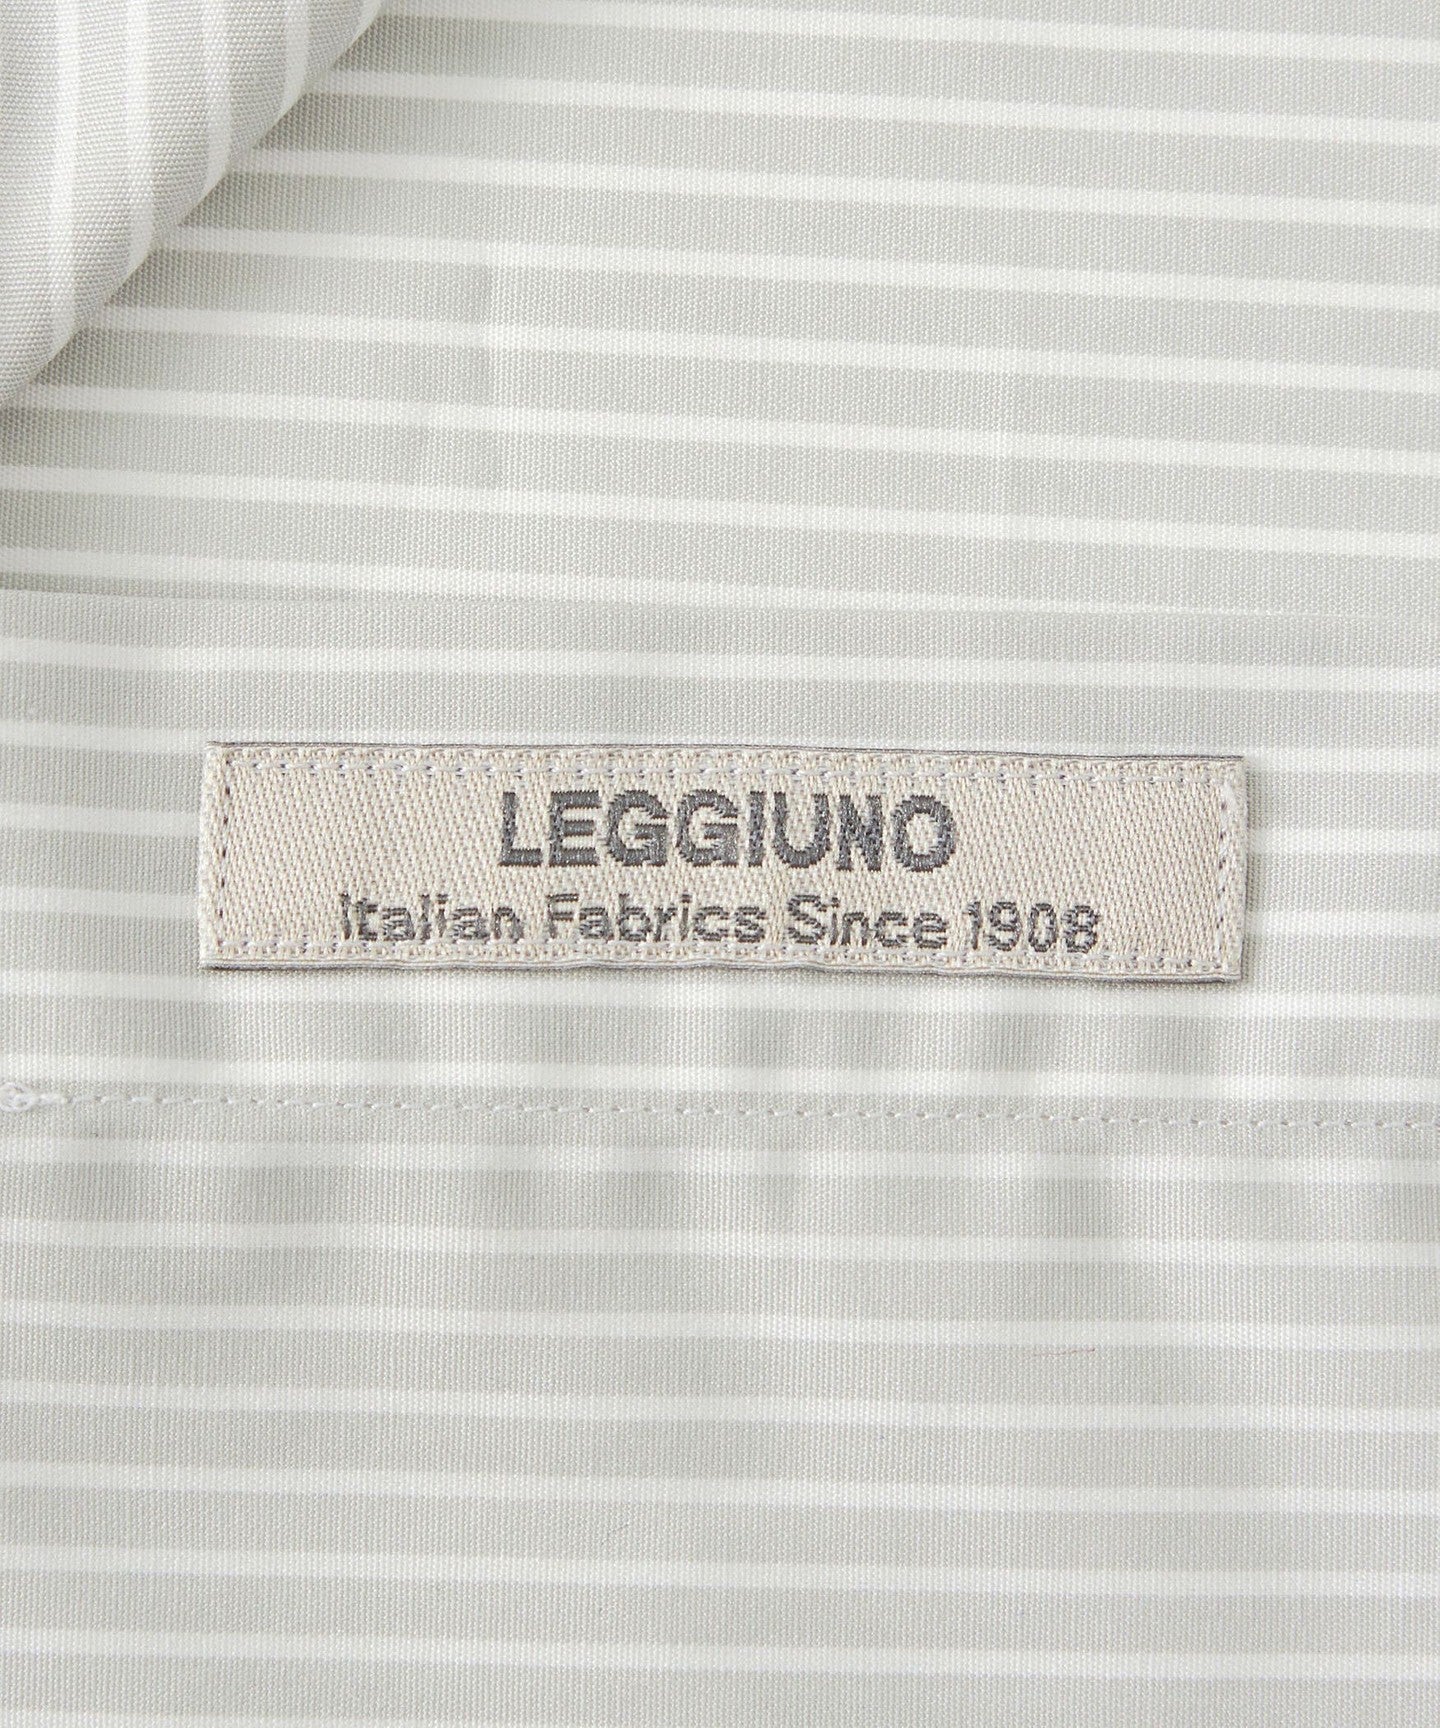 LEGGIUNO
Italian Fabrics Since 1908